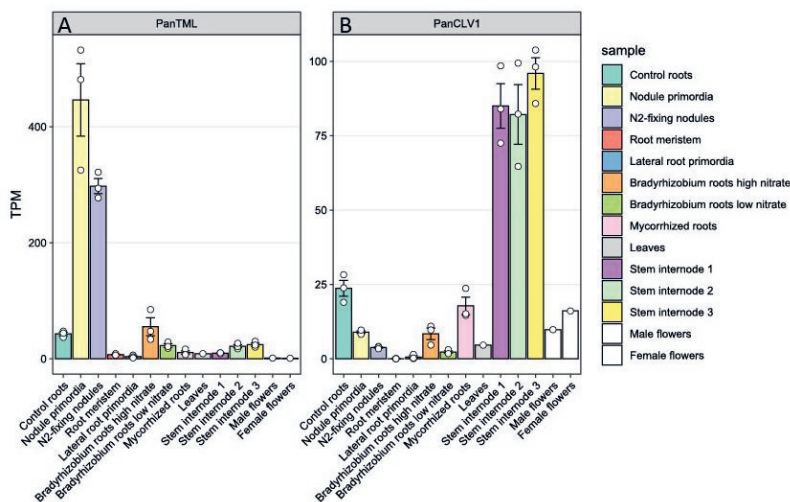 A
PanTML
B
PanCLV1
TPM
400
200
0
100
75
50
25
0
Control roots
Nodule primordia
N2-fixing nodules
Root meristem
Lateral root primordia
Bradyrhizobium roots high nitrate
Bradyrhizobium roots low nitrate
Mycorrhized roots
Leaves
Stem internode 1
Stem internode 2
Stem internode 3
Male flowers
Female flowers
Control roots
Nodule primordia
N2-fixing nodules
Root meristem
Lateral root primordia
Bradyrhizobium roots high nitrate
Bradyrhizobium roots low nitrate
Mycorrhized roots
Leaves
Stem internode 1
Stem internode 2
Stem internode 3
Male flowers
Female flowers
sample
Control roots
Nodule primordia
N2-fixing nodules
Root meristem
Lateral root primordia
Bradyrhizobium roots high nitrate
Bradyrhizobium roots low nitrate
Mycorrhized roots
Leaves
Stem internode 1
Stem internode 2
Stem internode 3
Male flowers
Female flowers